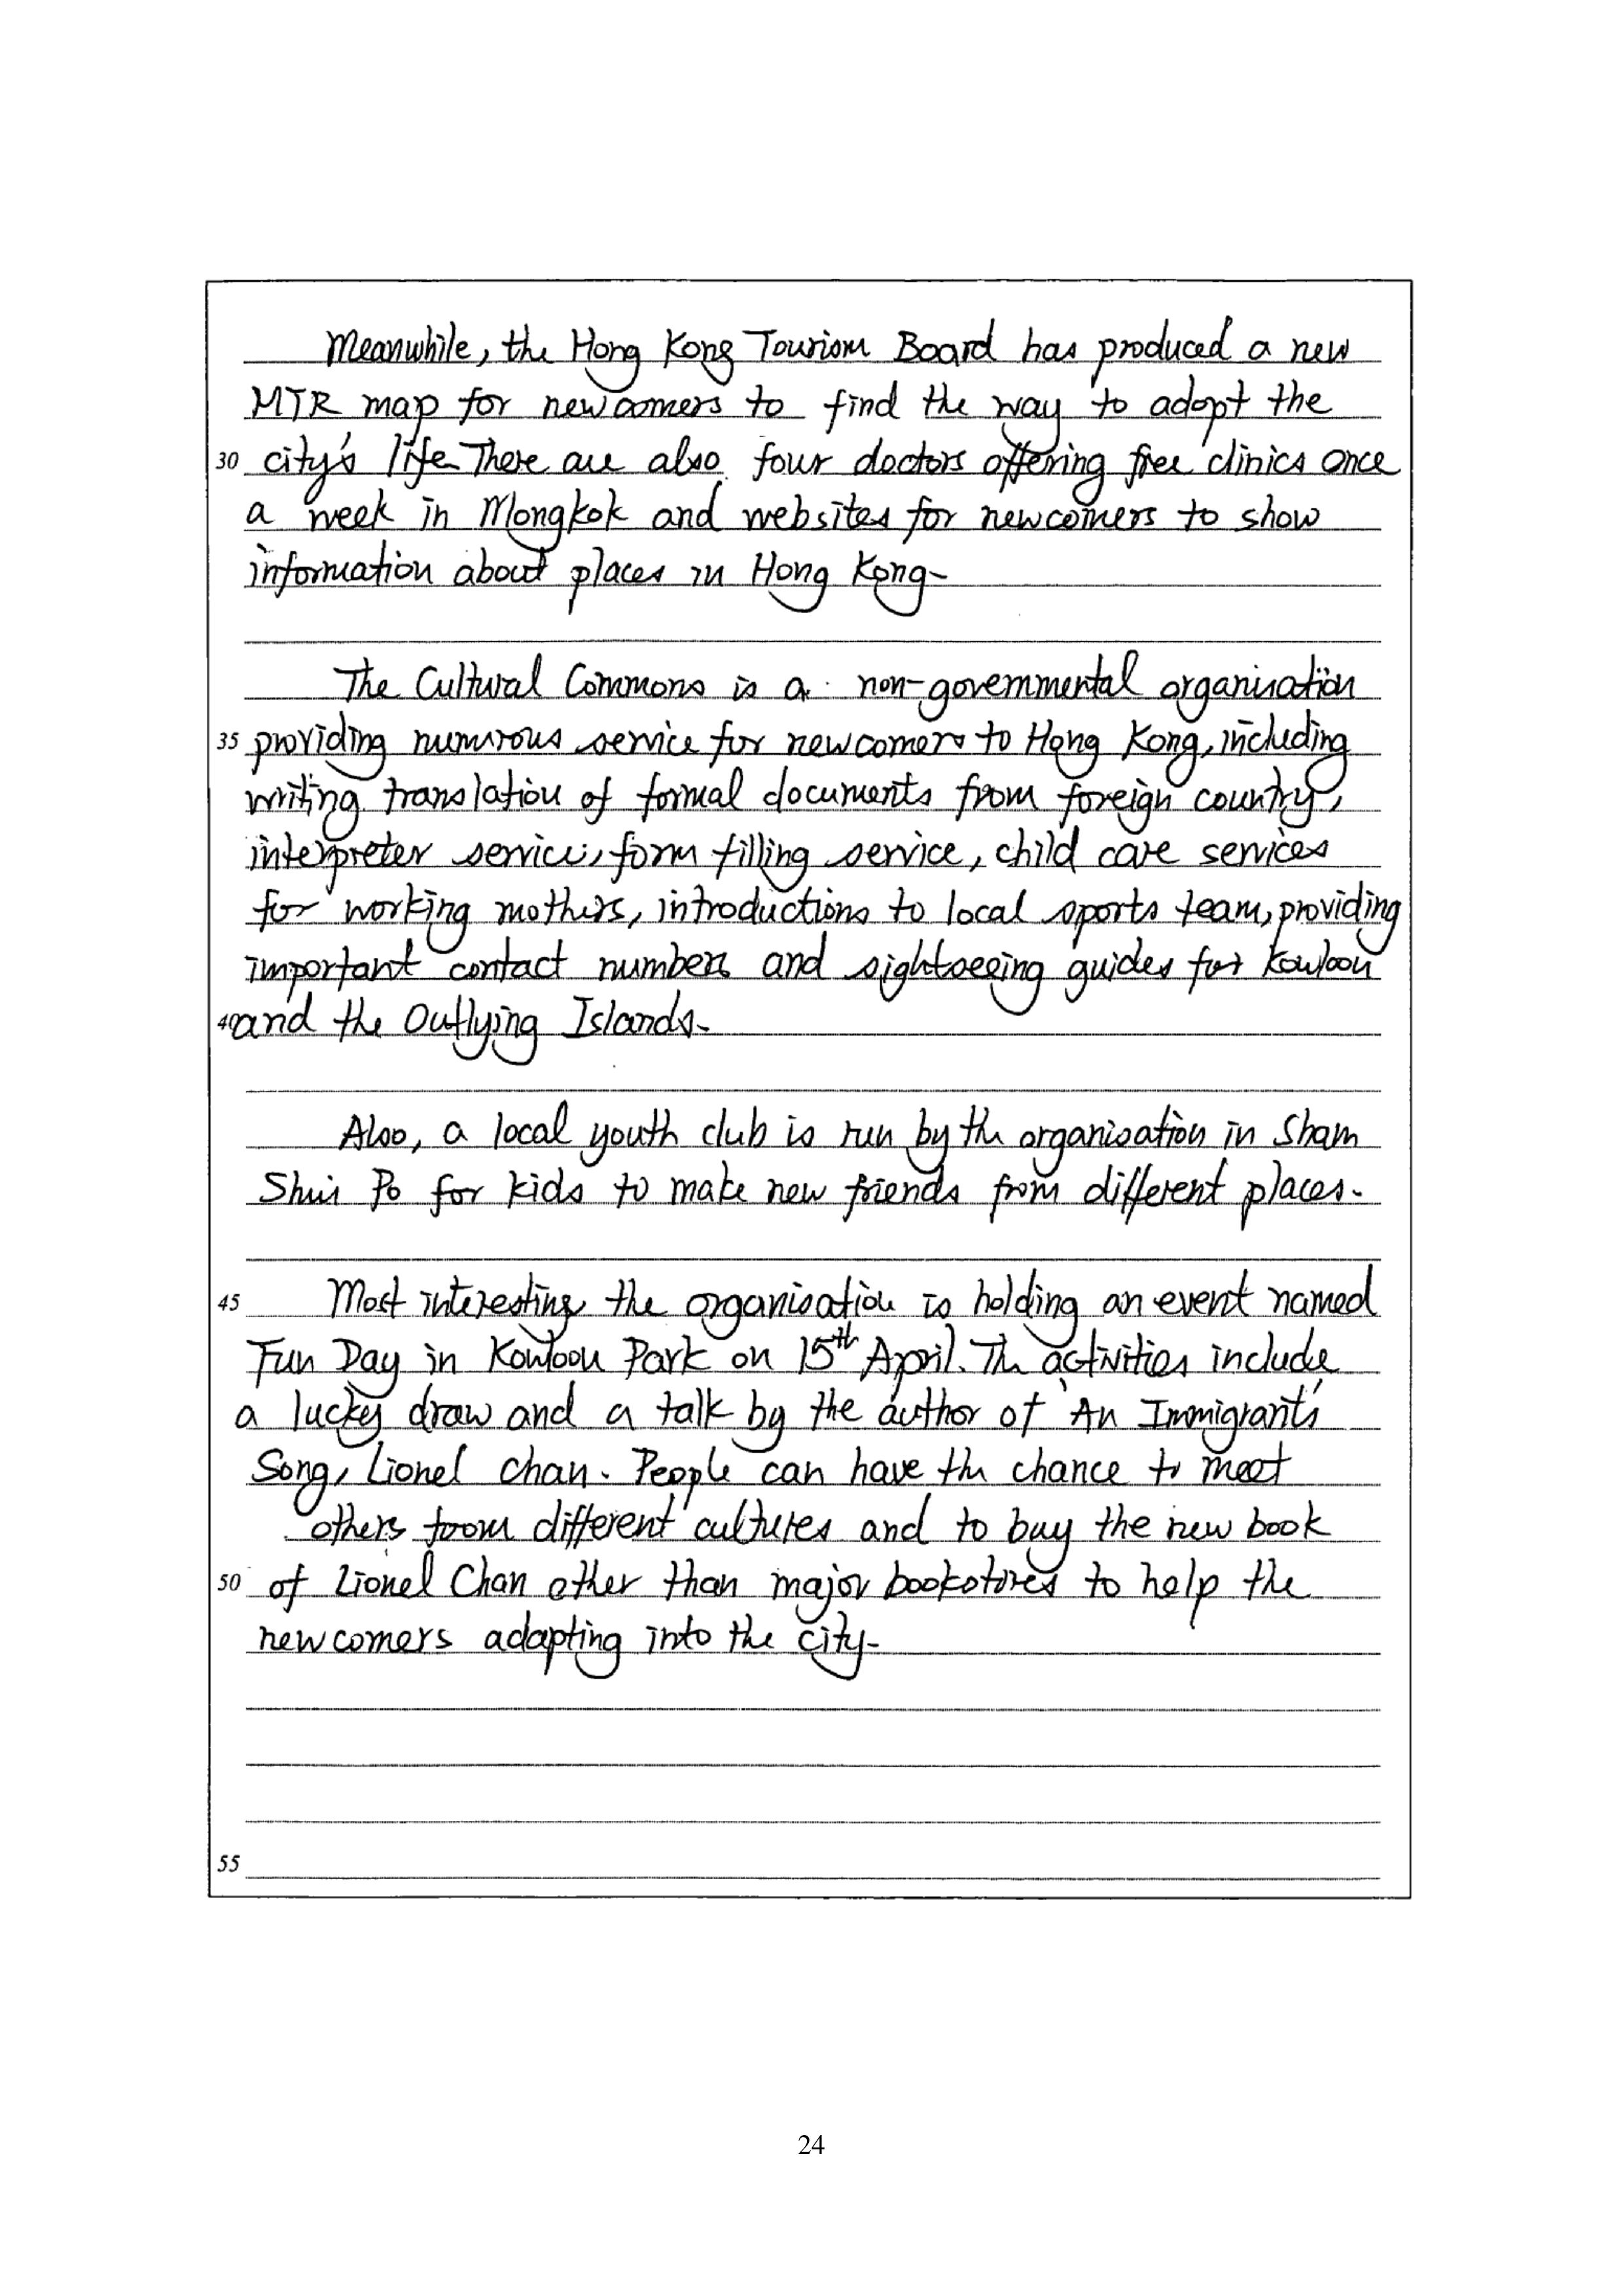 Meanwhile, the Hong Kong Tourism Board has produced a new
MTR map for newcomers to find the way to adopt the
30 city's life. There are also four doctors offering free clinics once
a week in Mongkok and websites for newcomers to show
information about places in Hong Kong.
The Cultural Commons is a non-governmental organisation
35 providing numerous service for newcomers to Hong Kong, including
writing translation of formal documents from foreign country,
interpreter service, form filling service, child care services
for working mothers, introductions to local sports team, providing
important contact numbers and sightseeing guides for Kowloon
40 and the Outlying Islands.
Also, a local youth club is run by the organisation in Sham
Shui Po for kids to make new friends from different places.
45 Most interesting the organisation is holding an event named
Fun Day in Kowloon Park on 15th April. The activities include
a lucky draw and a talk by the author of 'An Immigrant's'
Song, Lionel Chan. People can have the chance to meet
others from different cultures and to buy the new book
50 of Lionel Chan other than major bookstores to help the
newcomers adapting into the city.
55
24